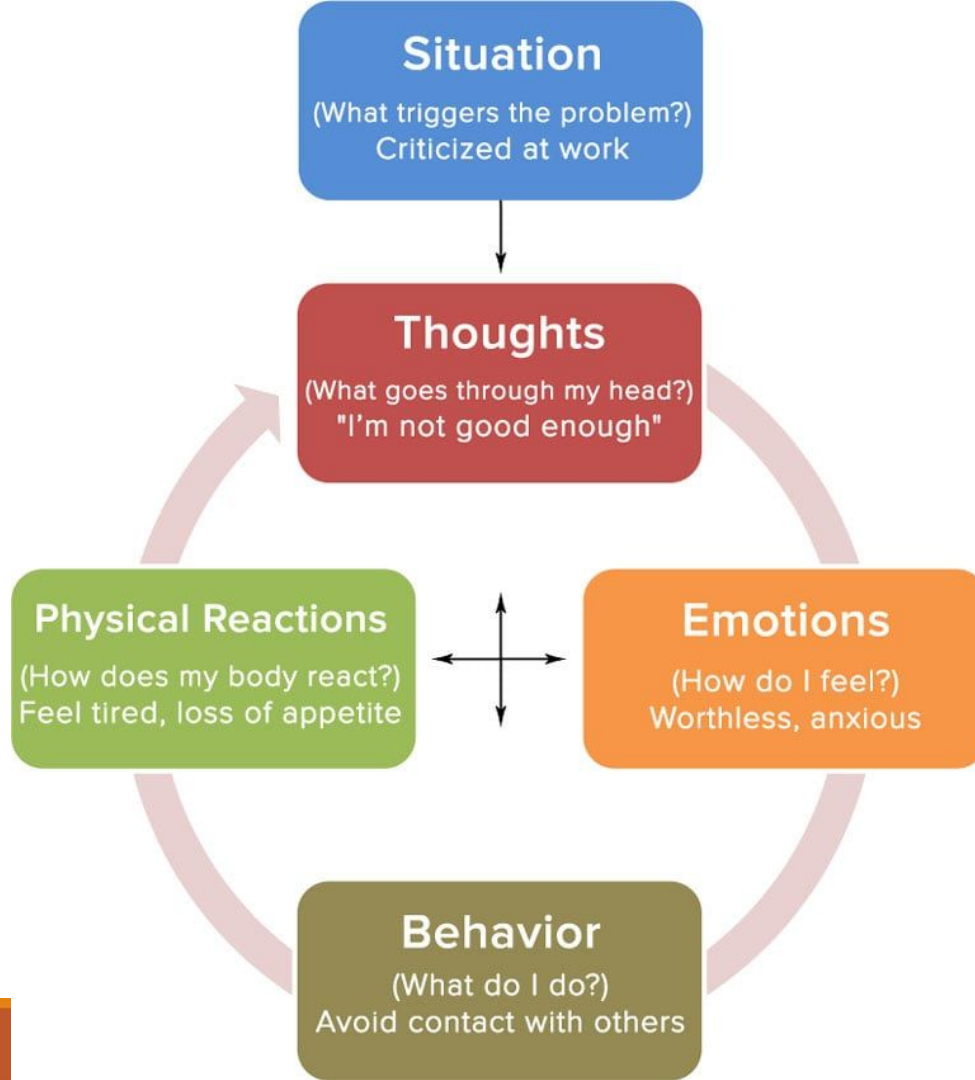 Situation
(What triggers the problem?)
Criticized at work
Thoughts
(What goes through my head?)
"I'm not good enough"
Physical Reactions
(How does my body react?)
Feel tired, loss of appetite
Emotions
(How do I feel?)
Worthless, anxious
Behavior
(What do I do?)
Avoid contact with others